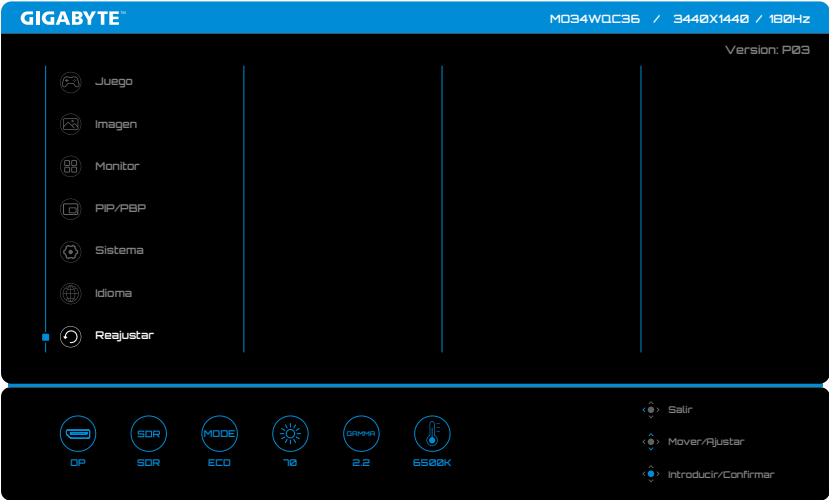 GIGABYTE™
MO34WQC36 / 3440X1440 / 180Hz
Version: P03
Juego
Imagen
Monitor
PIP/PBP
Sistema
Idioma
Reajustar
SDR
MODE
GAMMA
DP
SDR
ECO
70
2.2
6500K
Salir
Mover/Ajustar
Introducir/Confirmar